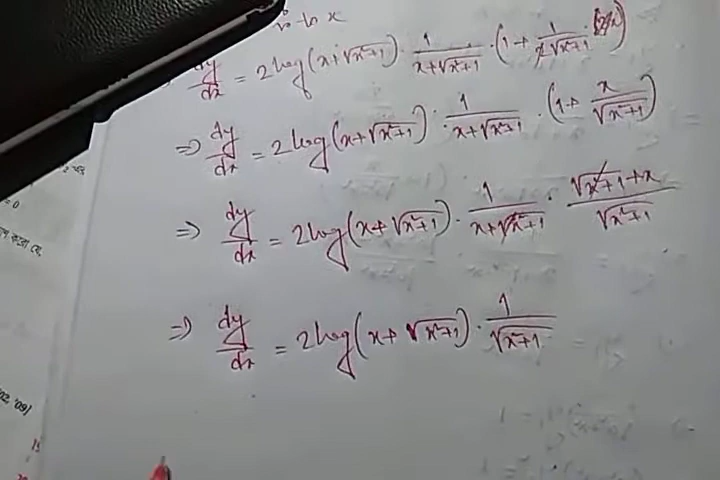 to x
dy/dx = 2log(x+√(x²+1)) · 1/(x+√(x²+1)) · (1 + 1/(2√(x²+1)) · 2x)
⇒ dy/dx = 2log(x+√(x²+1)) · 1/(x+√(x²+1)) · (1 + x/√(x²+1))
= 0
⇒ dy/dx = 2log(x+√(x²+1)) · 1/(x+√(x²+1)) · (√(x²+1)+x)/√(x²+1)
⇒ dy/dx = 2log(x+√(x²+1)) · 1/√(x²+1)